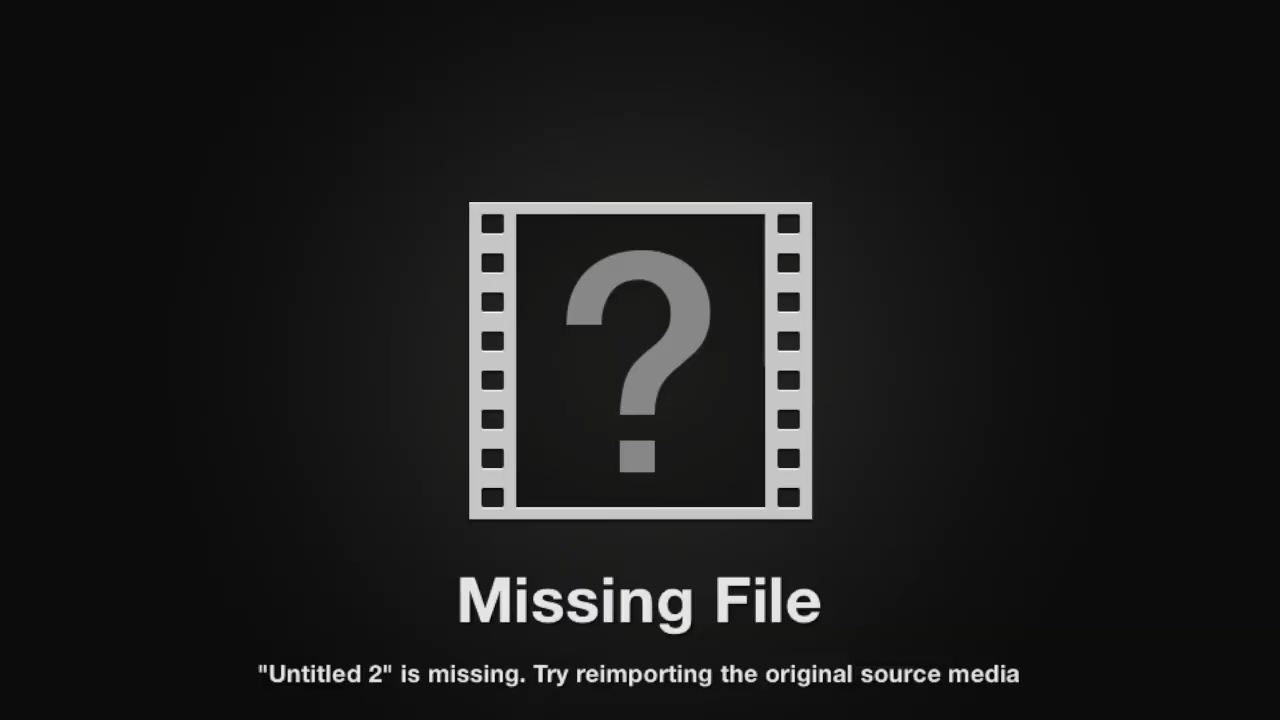 ?
Missing File
"Untitled 2" is missing. Try reimporting the original source media